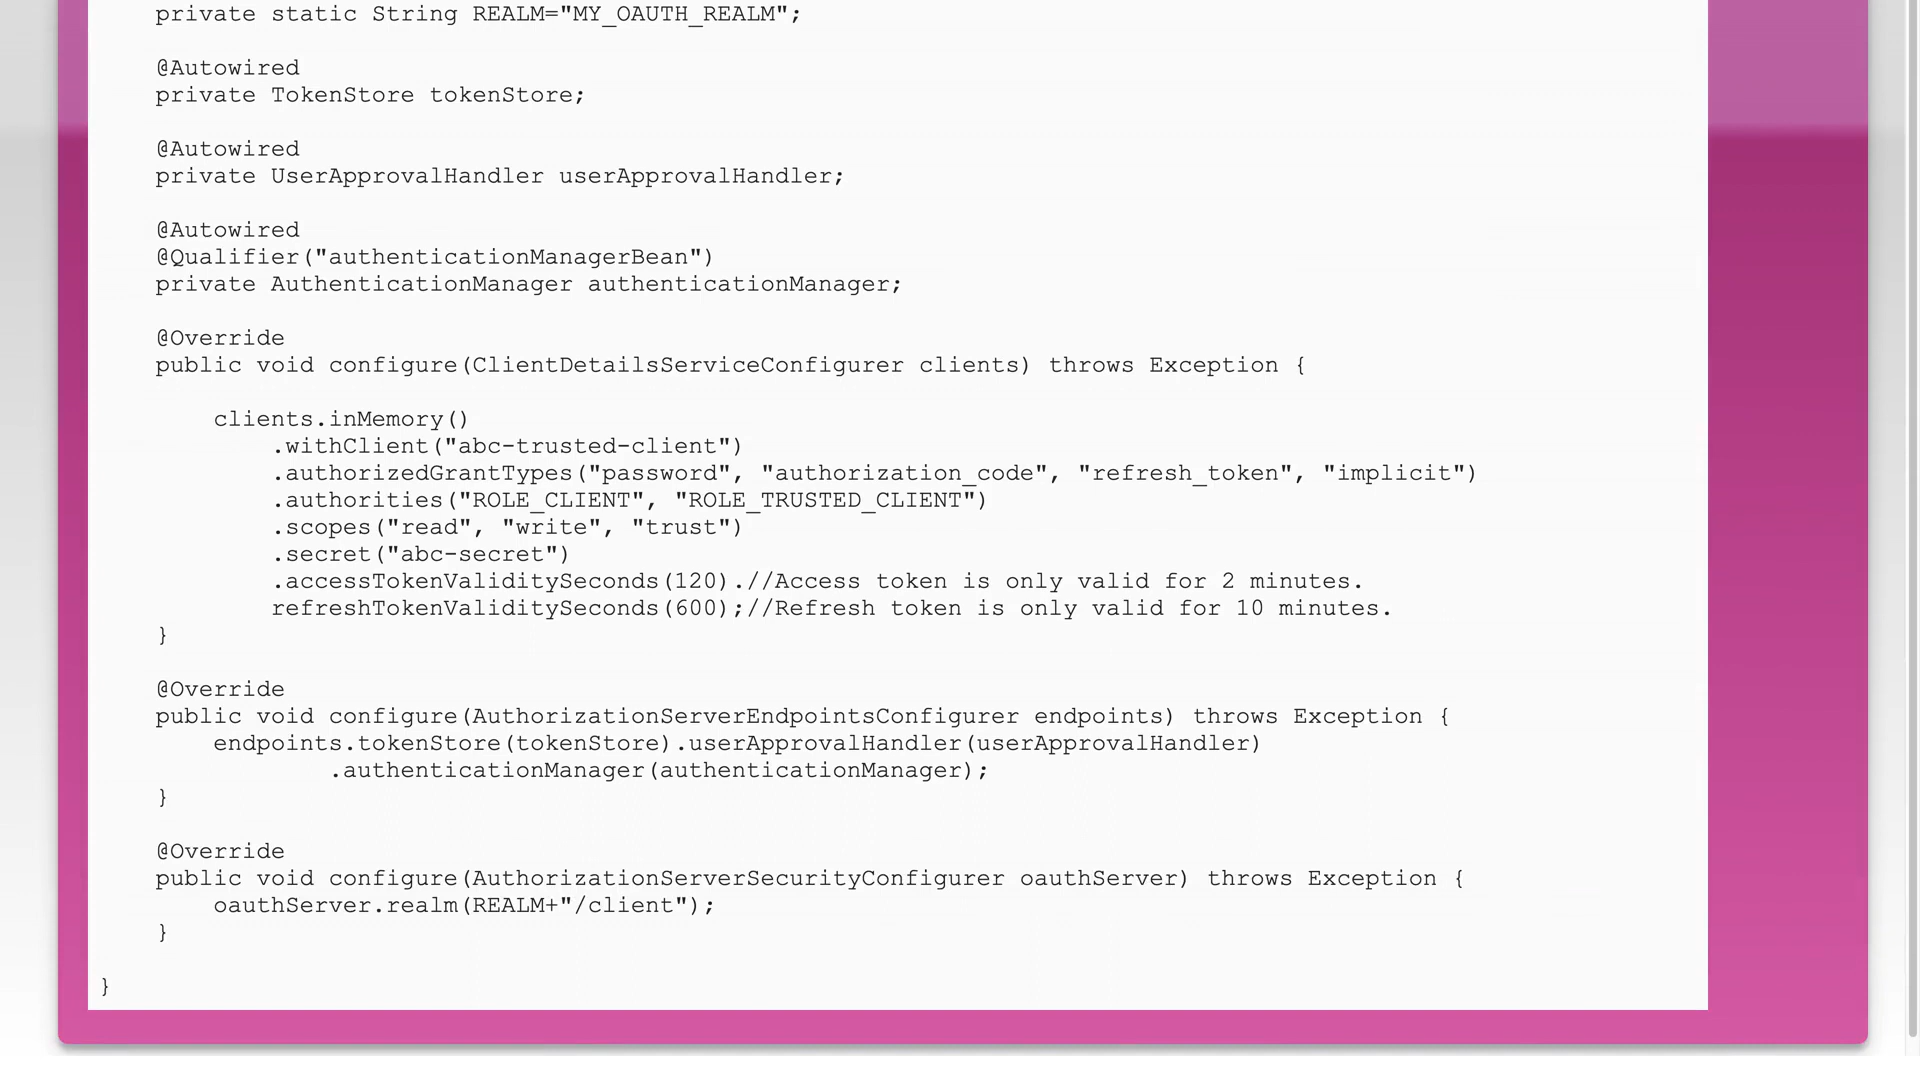 private static String REALM="MY_OAUTH_REALM";
@Autowired
private TokenStore tokenStore;
@Autowired
private UserApprovalHandler userApprovalHandler;
@Autowired
@Qualifier("authenticationManagerBean")
private AuthenticationManager authenticationManager;
@Override
public void configure(ClientDetailsServiceConfigurer clients) throws Exception {
clients.inMemory()
.withClient("abc-trusted-client")
.authorizedGrantTypes("password", "authorization_code", "refresh_token", "implicit")
.authorities("ROLE_CLIENT", "ROLE_TRUSTED_CLIENT")
.scopes("read", "write", "trust")
.secret("abc-secret")
.accessTokenValiditySeconds(120).//Access token is only valid for 2 minutes.
refreshTokenValiditySeconds(600);//Refresh token is only valid for 10 minutes.
}
@Override
public void configure(AuthorizationServerEndpointsConfigurer endpoints) throws Exception {
endpoints.tokenStore(tokenStore).userApprovalHandler(userApprovalHandler)
.authenticationManager(authenticationManager);
}
@Override
public void configure(AuthorizationServerSecurityConfigurer oauthServer) throws Exception {
oauthServer.realm(REALM+"/client");
}
}